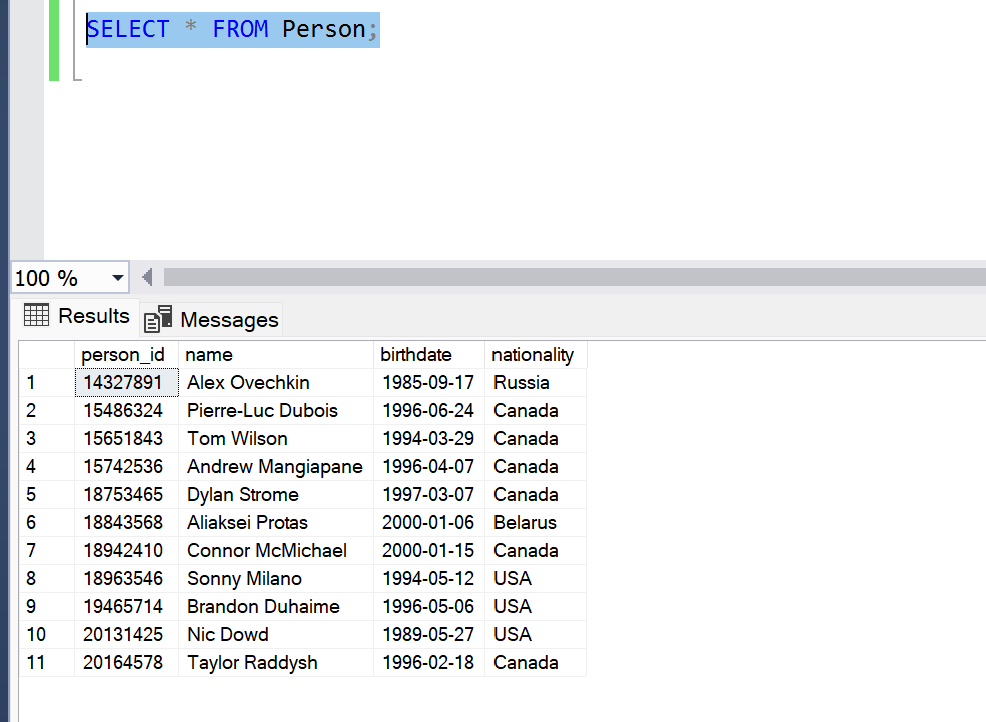 SELECT * FROM Person;
100 %
Results Messages
person_id name birthdate nationality
1 14327891 Alex Ovechkin 1985-09-17 Russia
2 15486324 Pierre-Luc Dubois 1996-06-24 Canada
3 15651843 Tom Wilson 1994-03-29 Canada
4 15742536 Andrew Mangiapane 1996-04-07 Canada
5 18753465 Dylan Strome 1997-03-07 Canada
6 18843568 Aliaksei Protas 2000-01-06 Belarus
7 18942410 Connor McMichael 2000-01-15 Canada
8 18963546 Sonny Milano 1994-05-12 USA
9 19465714 Brandon Duhaime 1996-05-06 USA
10 20131425 Nic Dowd 1989-05-27 USA
11 20164578 Taylor Raddysh 1996-02-18 Canada